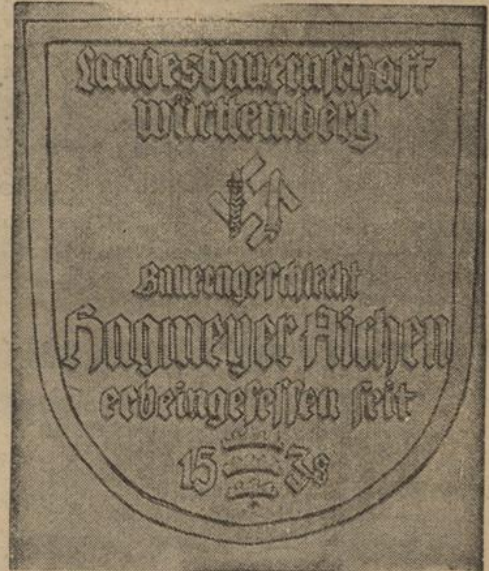 Landesbauernschaft
württemberg
Bauerngeschlecht
Hagmeyer Aichen
erbeingesessen seit
15 38